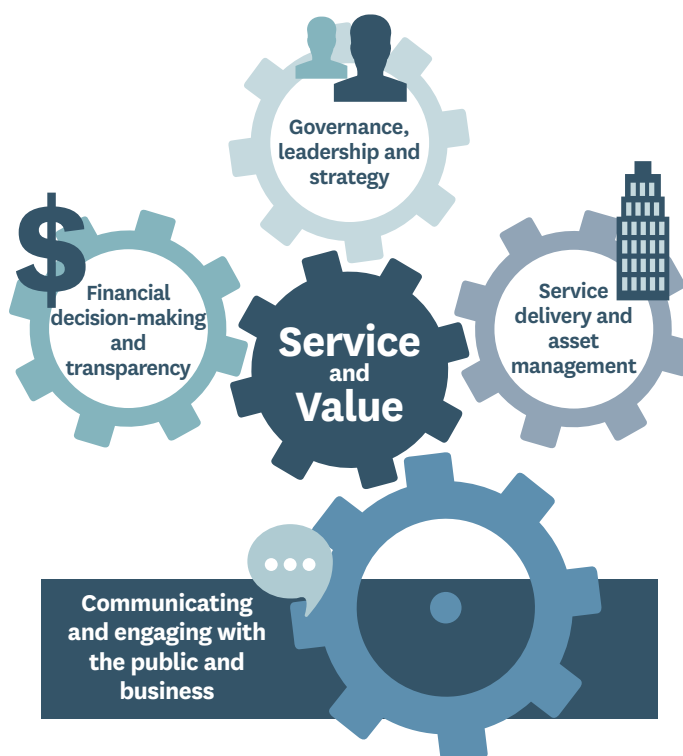 Governance,
leadership and
strategy
$
Financial
decision-making
and
transparency
Service
and
Value
Service
delivery and
asset
management
Communicating
and engaging with
the public and
business